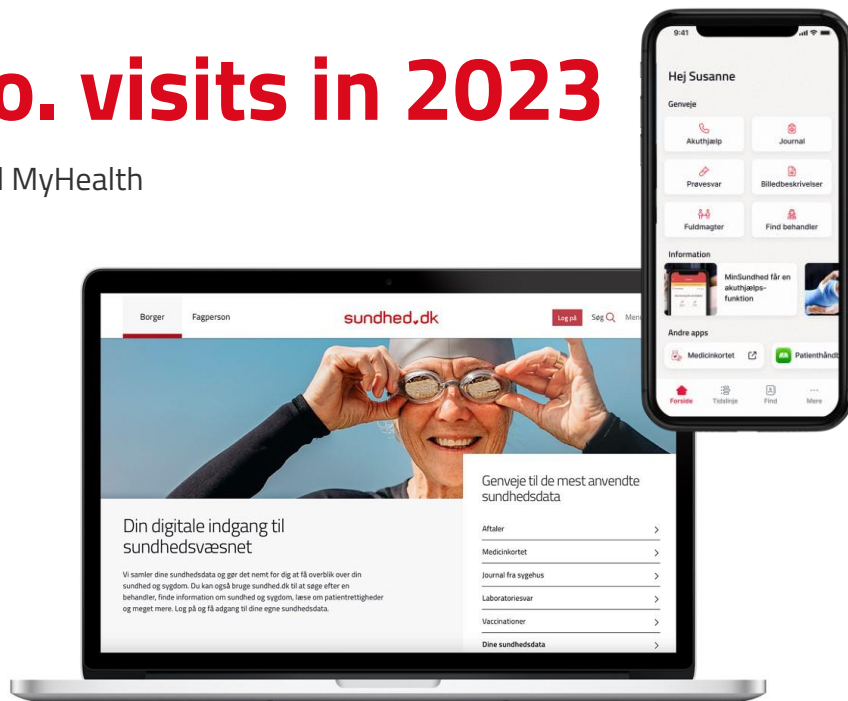 o. visits in 2023
MyHealth
9:41
Hej Susanne
Genveje
Akuthjælp
Journal
Prøvesvar
Billedbeskrivelser
Fuldmagter
Find behandler
Information
MinSundhed får en
akuthjælps-
funktion
Andre apps
Medicinkortet
Patienthåndb
Forside
Tidslinje
Find
Mere
Borger
Fagperson
sundhed.dk
Log på
Søg
Menu
Din digitale indgang til
sundhedsvæsnet
Vi samler dine sundhedsdata og gør det nemt for dig at få overblik over din
sundhed og sygdom. Du kan også bruge sundhed.dk til at søge efter en
behandler, finde information om sundhed og sygdom, læse om patientrettigheder
og meget mere. Log på og få adgang til dine egne sundhedsdata.
Genveje til de mest anvendte
sundhedsdata
Aftaler
Medicinkortet
Journal fra sygehus
Laboratoriesvar
Vaccinationer
Dine sundhedsdata